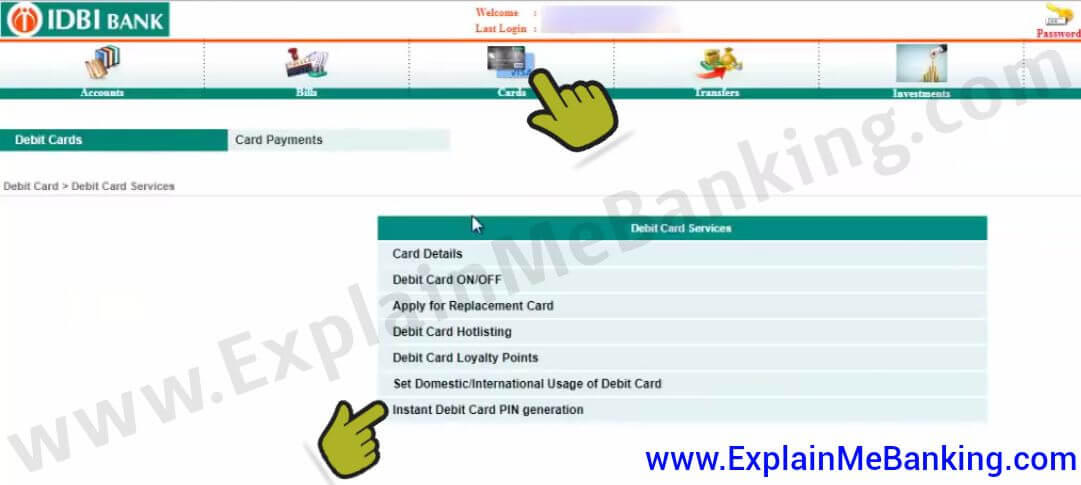 IDBI BANK
Welcome :
Last Login :
Password
Accounts
Bills
VISA
Cards
Transfers
Investments
Debit Cards
Card Payments
Debit Card > Debit Card Services
Debit Card Services
Card Details
Debit Card ON/OFF
Apply for Replacement Card
Debit Card Hotlisting
Debit Card Loyalty Points
Set Domestic/International Usage of Debit Card
Instant Debit Card PIN generation
www.ExplainMeBanking.com
www.ExplainMeBanking.com